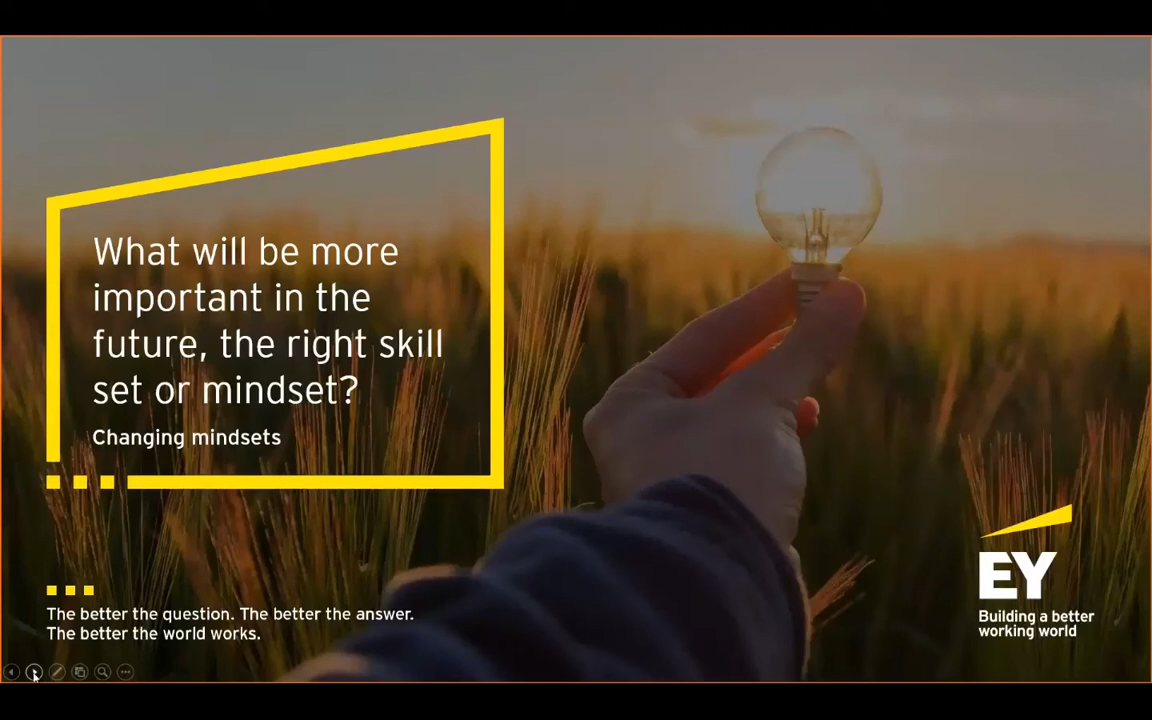 What will be more
important in the
future, the right skill
set or mindset?
Changing mindsets
The better the question. The better the answer.
The better the world works.
EY
Building a better
working world